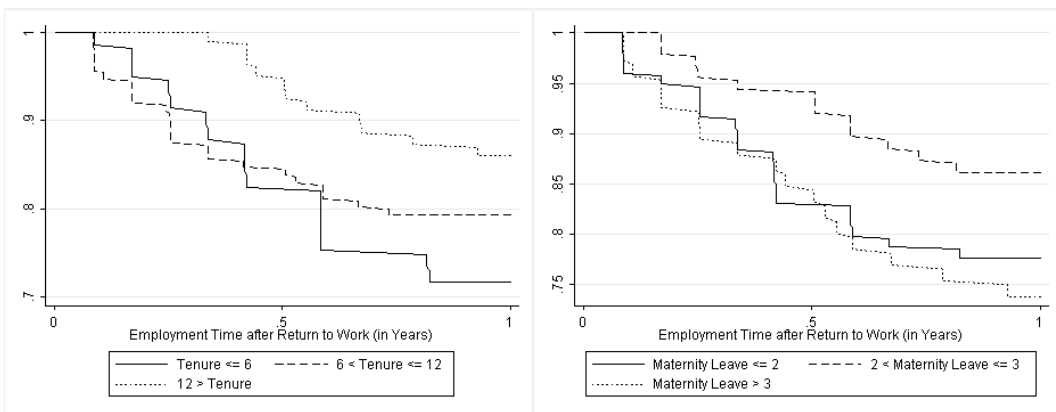 1
.9
.8
.7
0
.5
1
Employment Time after Return to Work (in Years)
Tenure <= 6
6 < Tenure <= 12
12 > Tenure
1
.95
.9
.85
.8
.75
0
.5
1
Employment Time after Return to Work (in Years)
Maternity Leave <= 2
2 < Maternity Leave <= 3
Maternity Leave > 3